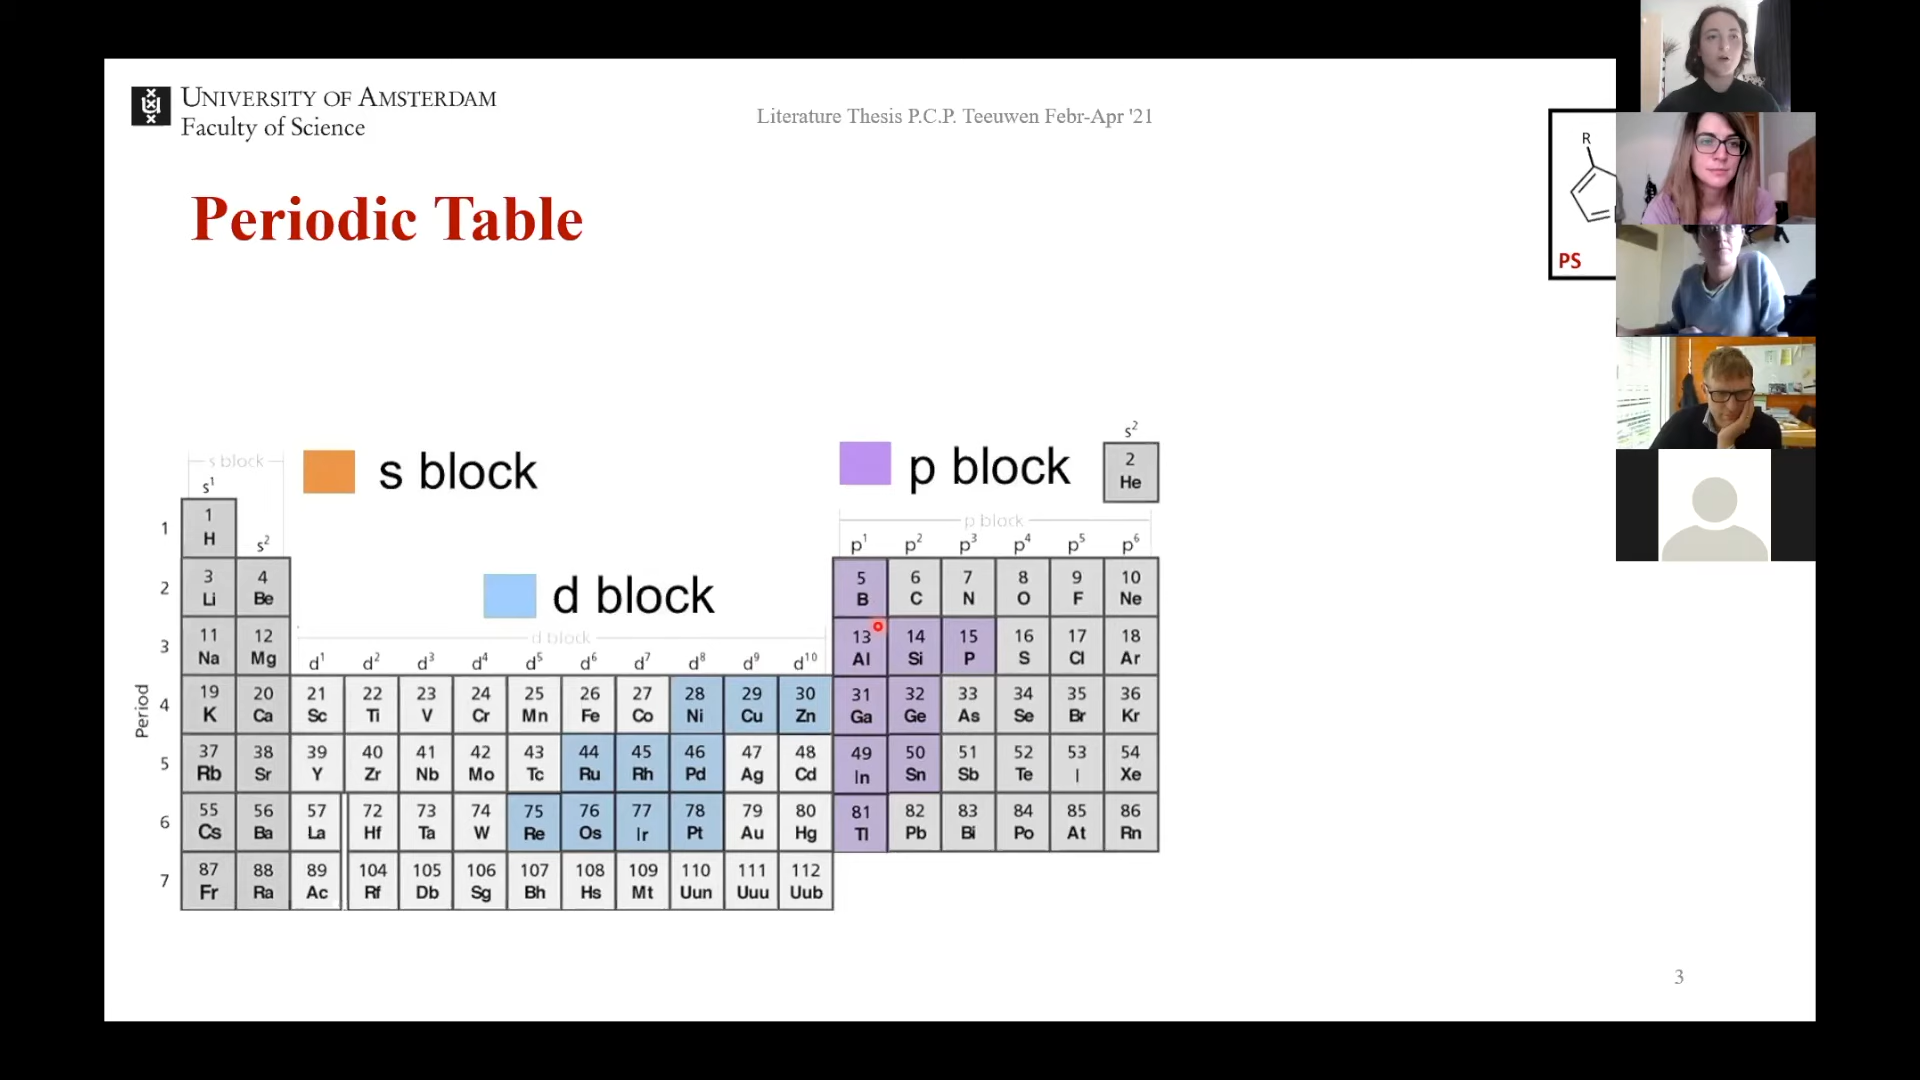 UNIVERSITY OF AMSTERDAM
Faculty of Science
Literature Thesis P.C.P. Teeuwen Febr-Apr '21
R
PS
Periodic Table
s block
s block
p block
s²
2
He
s¹
p block
1
1
H
s²
d block
p¹ p² p³ p⁴ p⁵ p⁶
2
3 4 5 6 7 8 9 10
Li Be B C N O F Ne
d block
3
11 12 13 14 15 16 17 18
Na Mg Al Si P S Cl Ar
d¹ d² d³ d⁴ d⁵ d⁶ d⁷ d⁸ d⁹ d¹⁰
Period
4
19 20 21 22 23 24 25 26 27 28 29 30 31 32 33 34 35 36
K Ca Sc Ti V Cr Mn Fe Co Ni Cu Zn Ga Ge As Se Br Kr
5
37 38 39 40 41 42 43 44 45 46 47 48 49 50 51 52 53 54
Rb Sr Y Zr Nb Mo Tc Ru Rh Pd Ag Cd In Sn Sb Te I Xe
6
55 56 57 72 73 74 75 76 77 78 79 80 81 82 83 84 85 86
Cs Ba La Hf Ta W Re Os Ir Pt Au Hg Tl Pb Bi Po At Rn
7
87 88 89 104 105 106 107 108 109 110 111 112
Fr Ra Ac Rf Db Sg Bh Hs Mt Uun Uuu Uub
3